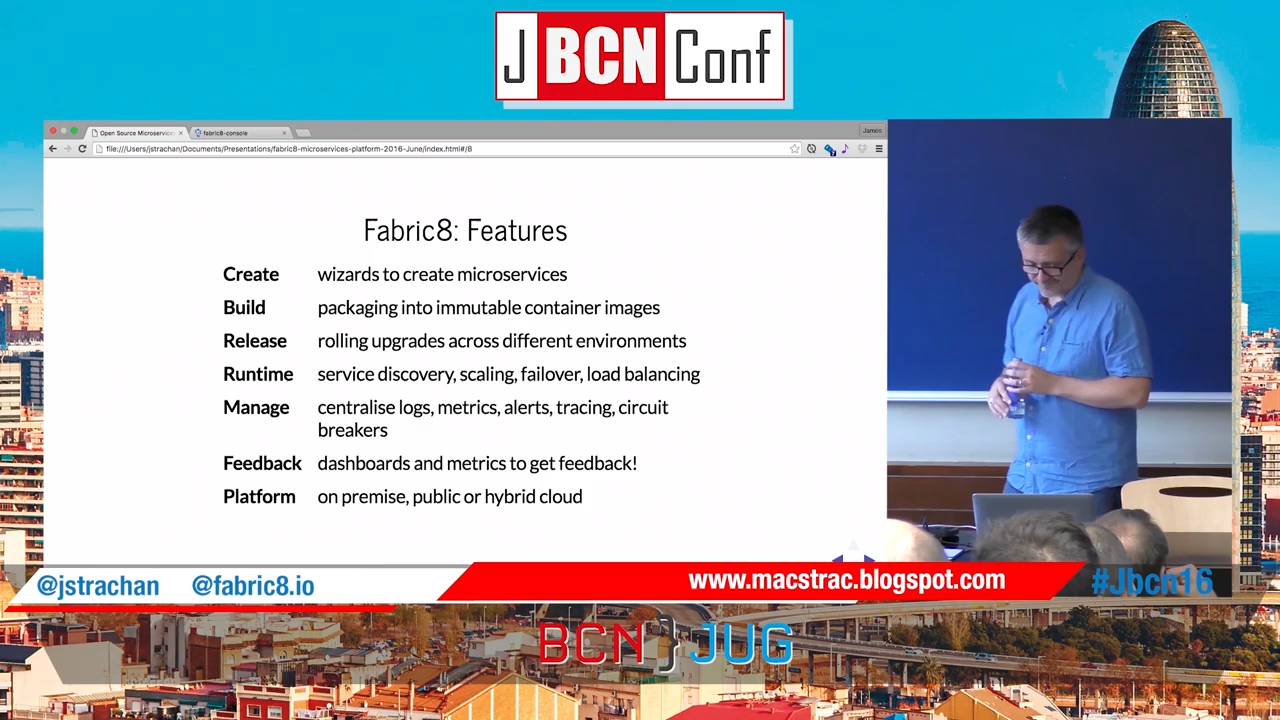 J BCN Conf
Open Source Microservice
fabric8-console
James
file:///Users/jstrachan/Documents/Presentations/fabric8-microservices-platform-2016-June/index.html#/8
Fabric8: Features
Create wizards to create microservices
Build packaging into immutable container images
Release rolling upgrades across different environments
Runtime service discovery, scaling, failover, load balancing
Manage centralise logs, metrics, alerts, tracing, circuit
breakers
Feedback dashboards and metrics to get feedback!
Platform on premise, public or hybrid cloud
@jstrachan @fabric8.io
www.macstrac.blogspot.com
#Jbcn16
BCN JUG